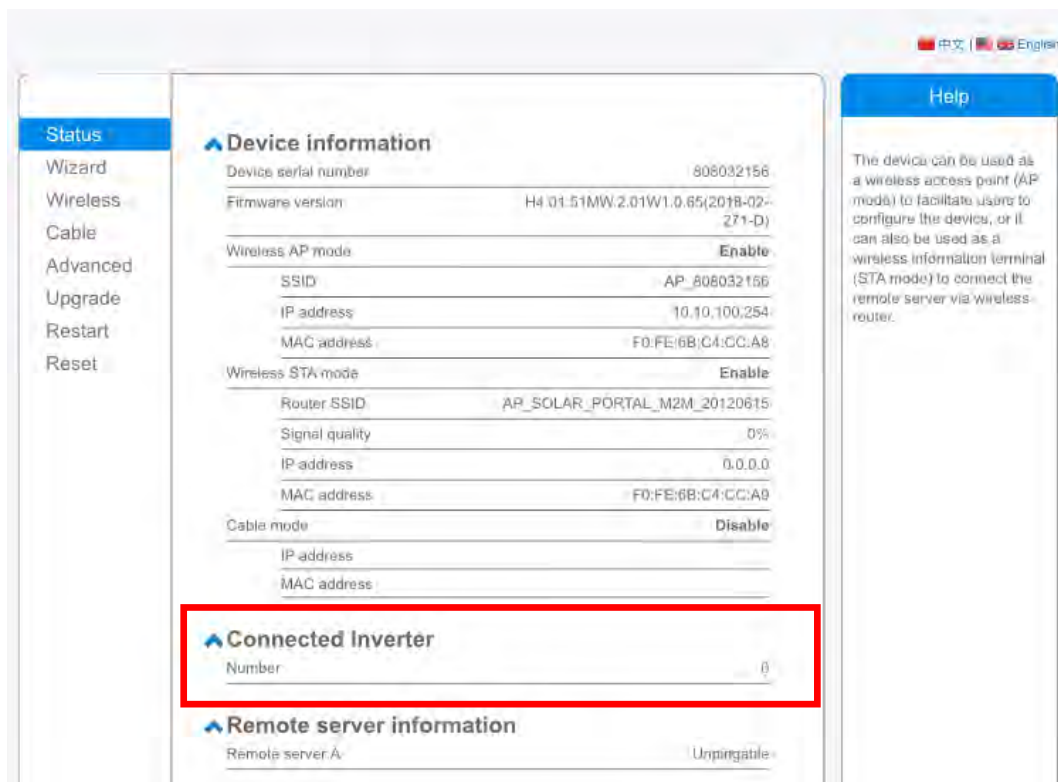 中文 | English
Help
Status
Wizard
Wireless
Cable
Advanced
Upgrade
Restart
Reset
Device information
Device serial number 808032156
Firmware version H4.01.51MW.2.01W1.0.65(2018-02-
271-D)
Wireless AP mode Enable
SSID AP_808032156
IP address 10.10.100.254
MAC address F0:FE:6B:C4:CC:A8
Wireless STA mode Enable
Router SSID AP_SOLAR_PORTAL_M2M_20120615
Signal quality 0%
IP address 0.0.0.0
MAC address F0:FE:6B:C4:CC:A9
Cable mode Disable
IP address
MAC address
Connected Inverter
Number 0
Remote server information
Remote server A Unpingable
The device can be used as
a wireless access point (AP
mode) to facilitate users to
configure the device, or it
can also be used as a
wireless information terminal
(STA mode) to connect the
remote server via wireless
router.